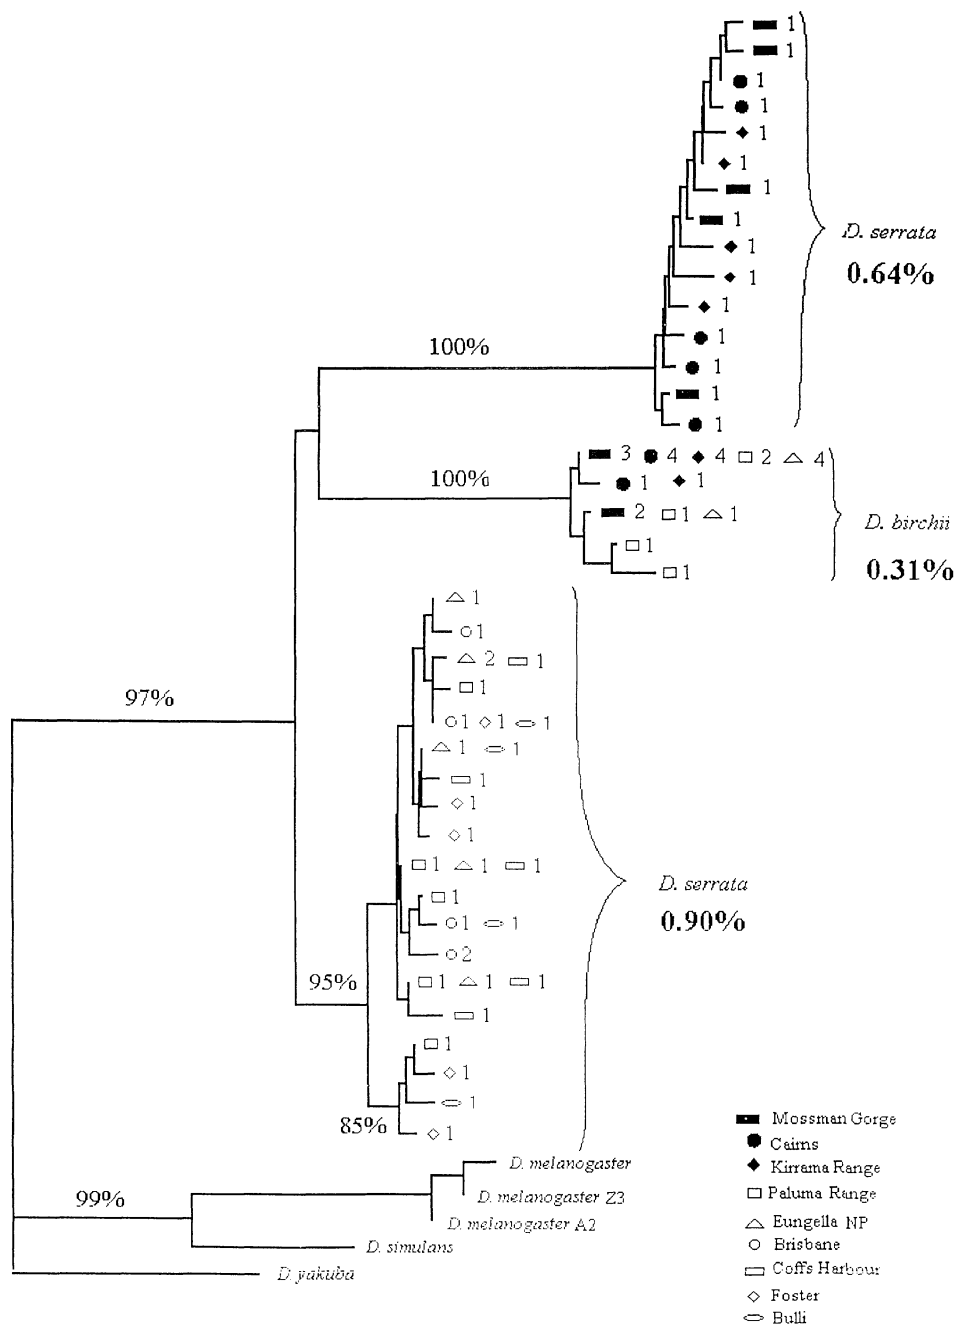 1
1
1
1
1
1
1
1
1
D. serrata
1
0.64%
1
1
100%
1
1
1
3 4 4 2 4
100%
1 1
2 1 1
D. birchii
1
0.31%
1
1
1
2 1
97%
1
1 1 1
1 1
1
1
1
1 1 1
D. serrata
1
0.90%
1 1
2
95%
1 1 1
1
1
1
1
85%
1
Mossman Gorge
Cairns
D. melanogaster
Kirrama Range
99%
D. melanogaster Z3
Paluma Range
D. melanogaster A2
Eungella NP
D. simulans
Brisbane
D. yakuba
Coffs Harbour
Foster
Bulli